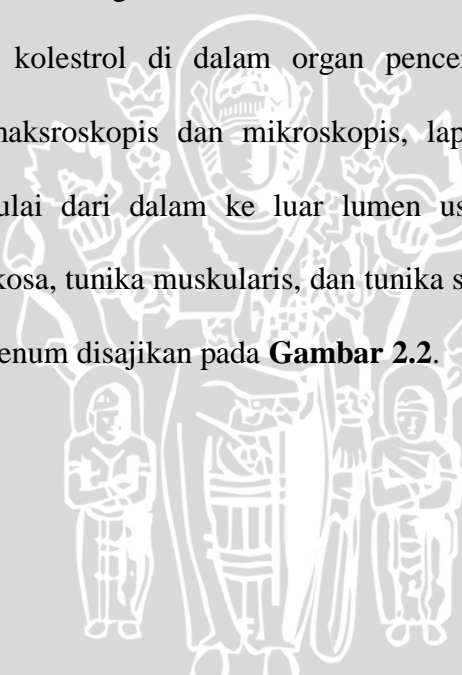 kolestrol di dalam organ pencer
naksroskopis dan mikroskopis, lap
ulai dari dalam ke luar lumen us
kosa, tunika muskularis, dan tunika s
enum disajikan pada Gambar 2.2.